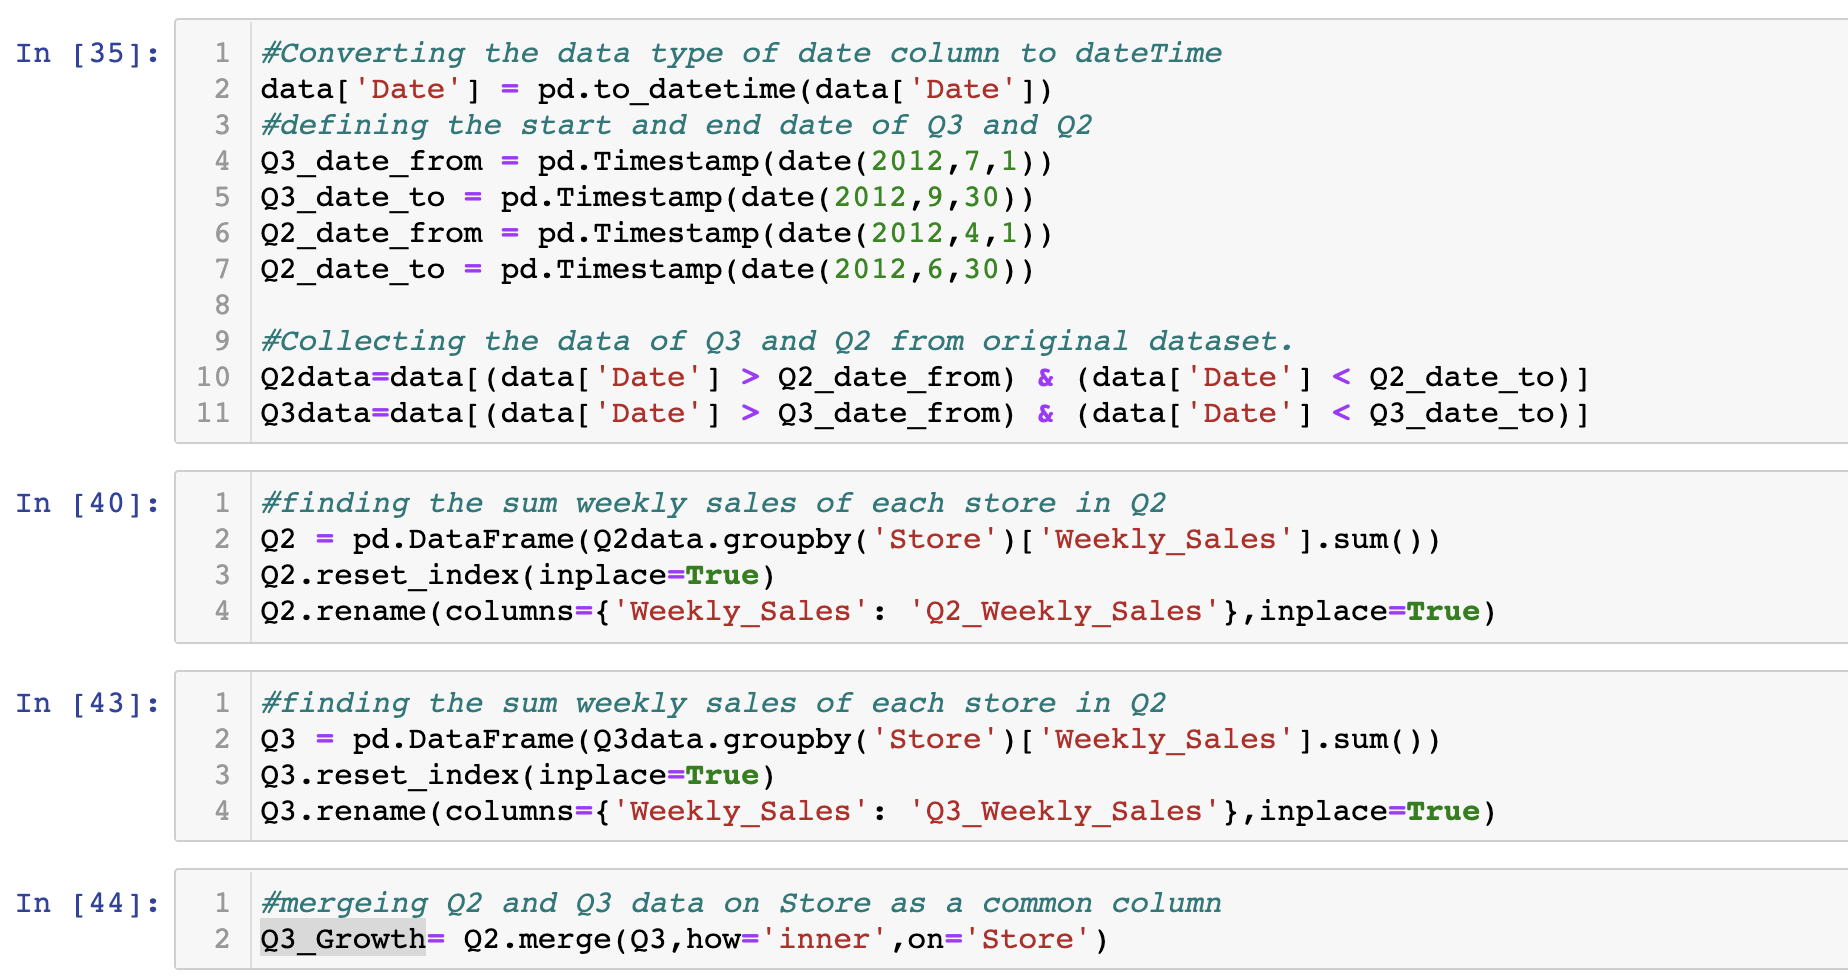 In [35]:
1 #Converting the data type of date column to dateTime
2 data['Date'] = pd.to_datetime(data['Date'])
3 #defining the start and end date of Q3 and Q2
4 Q3_date_from = pd.Timestamp(date(2012,7,1))
5 Q3_date_to = pd.Timestamp(date(2012,9,30))
6 Q2_date_from = pd.Timestamp(date(2012,4,1))
7 Q2_date_to = pd.Timestamp(date(2012,6,30))
8
9 #Collecting the data of Q3 and Q2 from original dataset.
10 Q2data=data[(data['Date'] > Q2_date_from) & (data['Date'] < Q2_date_to)]
11 Q3data=data[(data['Date'] > Q3_date_from) & (data['Date'] < Q3_date_to)]
In [40]:
1 #finding the sum weekly sales of each store in Q2
2 Q2 = pd.DataFrame(Q2data.groupby('Store')['Weekly_Sales'].sum())
3 Q2.reset_index(inplace=True)
4 Q2.rename(columns={'Weekly_Sales': 'Q2_Weekly_Sales'},inplace=True)
In [43]:
1 #finding the sum weekly sales of each store in Q2
2 Q3 = pd.DataFrame(Q3data.groupby('Store')['Weekly_Sales'].sum())
3 Q3.reset_index(inplace=True)
4 Q3.rename(columns={'Weekly_Sales': 'Q3_Weekly_Sales'},inplace=True)
In [44]:
1 #mergeing Q2 and Q3 data on Store as a common column
2 Q3_Growth= Q2.merge(Q3,how='inner',on='Store')